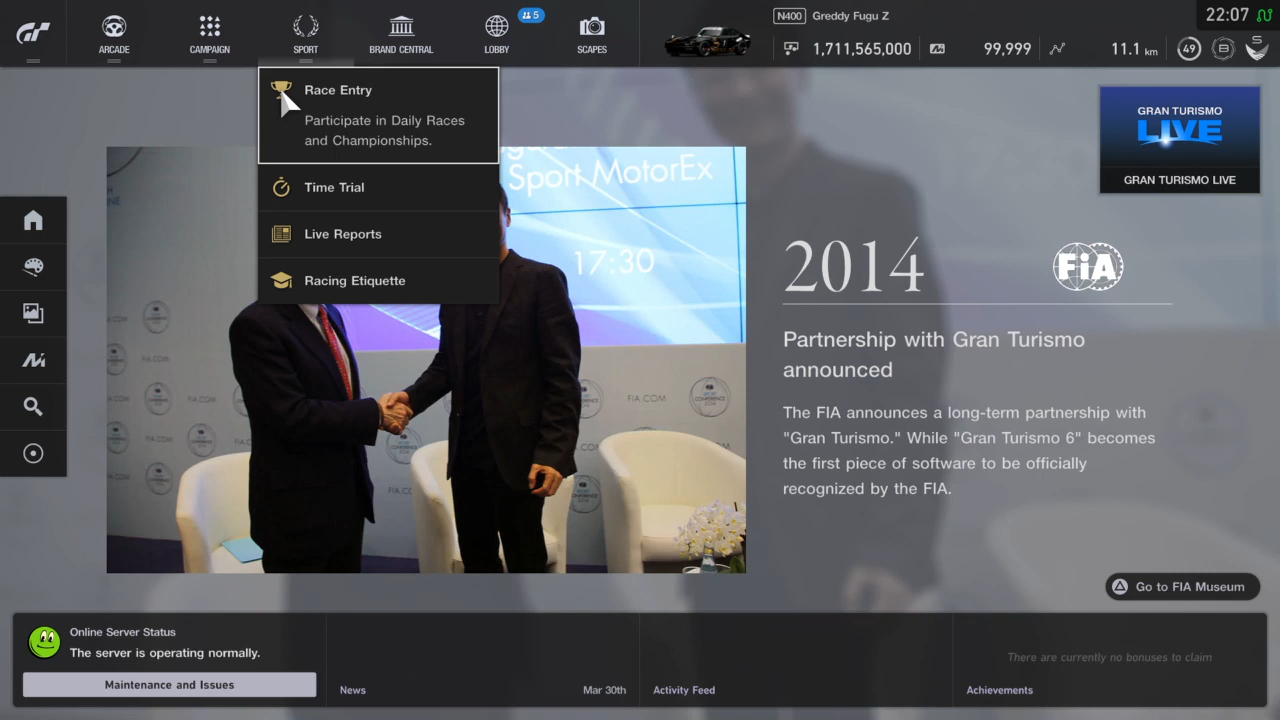 ARCADE
CAMPAIGN
SPORT
BRAND CENTRAL
5
LOBBY
SCAPES
N400 Greddy Fugu Z
1,711,565,000
99,999
11.1 km
49
B
S
22:07
Race Entry
Participate in Daily Races
and Championships.
Time Trial
Live Reports
Racing Etiquette
Sport MotorEx
17:30
FIA.COM
FIA.COM
GRAN TURISMO
LIVE
GRAN TURISMO LIVE
2014
FiA
Partnership with Gran Turismo
announced
The FIA announces a long-term partnership with
"Gran Turismo." While "Gran Turismo 6" becomes
the first piece of software to be officially
recognized by the FIA.
Go to FIA Museum
Online Server Status
The server is operating normally.
Maintenance and Issues
News
Mar 30th
Activity Feed
There are currently no bonuses to claim
Achievements